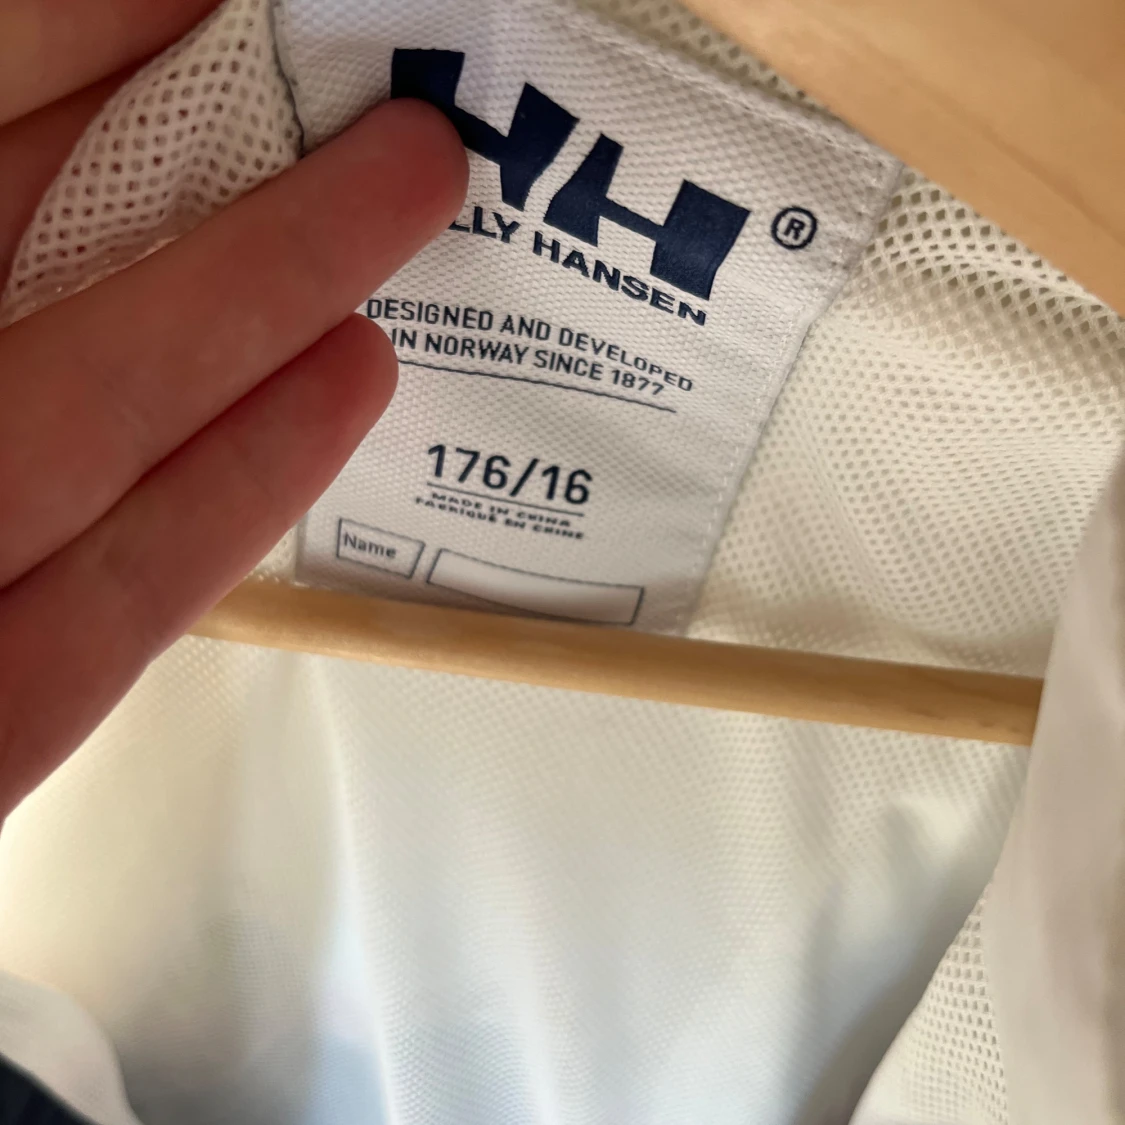 HH®
LLY HANSEN
DESIGNED AND DEVELOPED
IN NORWAY SINCE 1877
176/16
MADE IN CHINA
FABRIQUÉ EN CHINE
Name